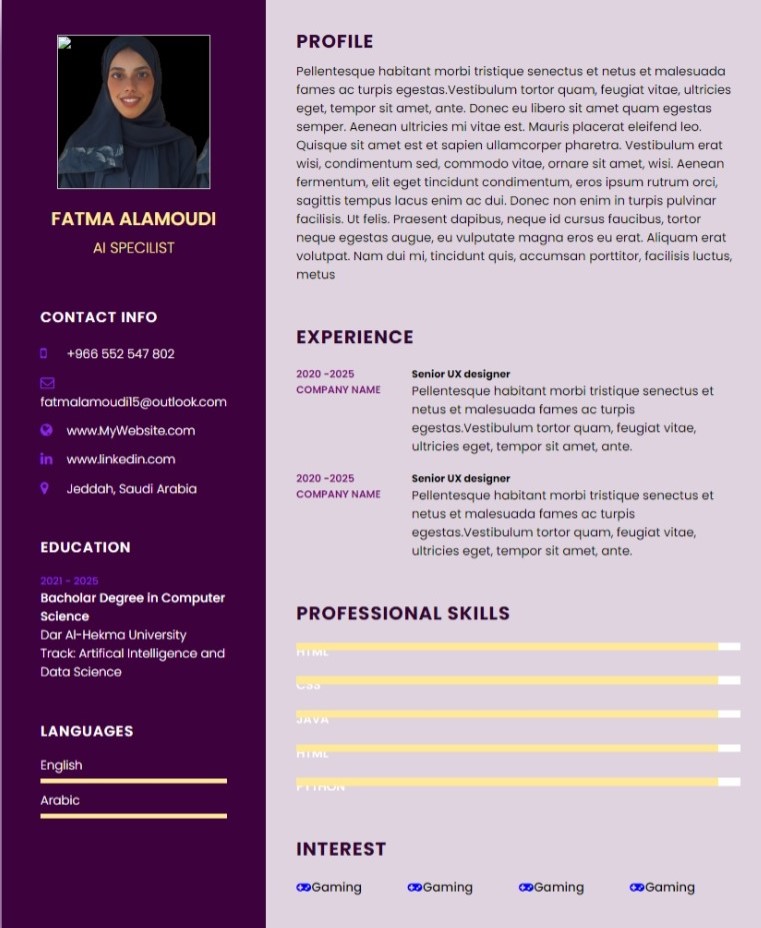 FATMA ALAMOUDI
AI SPECILIST
CONTACT INFO
+966 552 547 802
fatmalamoudi15@outlook.com
www.MyWebsite.com
www.linkedin.com
Jeddah, Saudi Arabia
EDUCATION
2021 - 2025
Bacholar Degree in Computer
Science
Dar Al-Hekma University
Track: Artifical Intelligence and
Data Science
LANGUAGES
English
Arabic
PROFILE
Pellentesque habitant morbi tristique senectus et netus et malesuada
fames ac turpis egestas.Vestibulum tortor quam, feugiat vitae, ultricies
eget, tempor sit amet, ante. Donec eu libero sit amet quam egestas
semper. Aenean ultricies mi vitae est. Mauris placerat eleifend leo.
Quisque sit amet est et sapien ullamcorper pharetra. Vestibulum erat
wisi, condimentum sed, commodo vitae, ornare sit amet, wisi. Aenean
fermentum, elit eget tincidunt condimentum, eros ipsum rutrum orci,
sagittis tempus lacus enim ac dui. Donec non enim in turpis pulvinar
facilisis. Ut felis. Praesent dapibus, neque id cursus faucibus, tortor
neque egestas augue, eu vulputate magna eros eu erat. Aliquam erat
volutpat. Nam dui mi, tincidunt quis, accumsan porttitor, facilisis luctus,
metus
EXPERIENCE
2020 -2025
COMPANY NAME
Senior UX designer
Pellentesque habitant morbi tristique senectus et
netus et malesuada fames ac turpis
egestas.Vestibulum tortor quam, feugiat vitae,
ultricies eget, tempor sit amet, ante.
2020 -2025
COMPANY NAME
Senior UX designer
Pellentesque habitant morbi tristique senectus et
netus et malesuada fames ac turpis
egestas.Vestibulum tortor quam, feugiat vitae,
ultricies eget, tempor sit amet, ante.
PROFESSIONAL SKILLS
HTML
CSS
JAVA
HTML
PYTHON
INTEREST
Gaming
Gaming
Gaming
Gaming